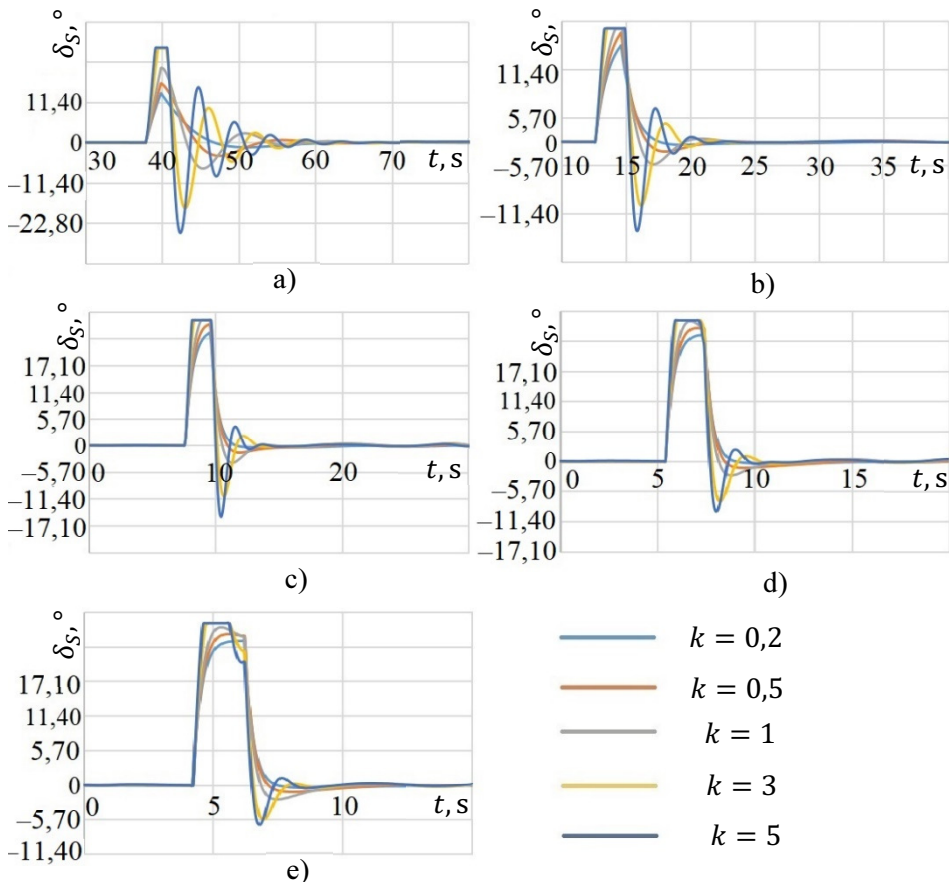 δS, °
11,40
0
–11,40
–22,80
30 40 50 60 70
t, s
a)
δS, °
11,40
5,70
0
–11,40
10 15 20 25 30 35
t, s
b)
δS, °
17,10
11,40
5,70
0
–5,70
–11,40
–17,10
0 10 20
t, s
c)
δS, °
17,10
11,40
5,70
0
–5,70
–11,40
–17,10
0 5 10 15
t, s
d)
δS, °
17,10
11,40
5,70
0
–5,70
–11,40
0 5 10
t, s
e)
k = 0,2
k = 0,5
k = 1
k = 3
k = 5